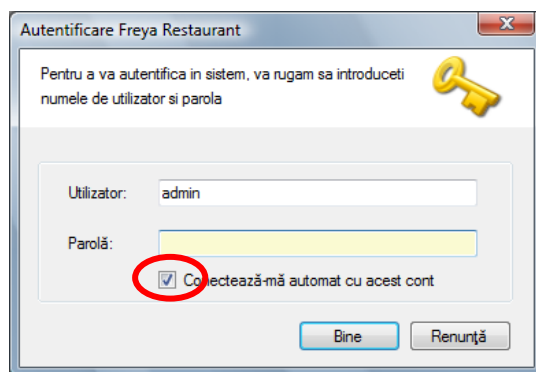 Autentificare Freya Restaurant
Pentru a va autentifica in sistem, va rugam sa introduceti
numele de utilizator si parola
Utilizator: admin
Parolă:
Conectează-mă automat cu acest cont
Bine Renunţă